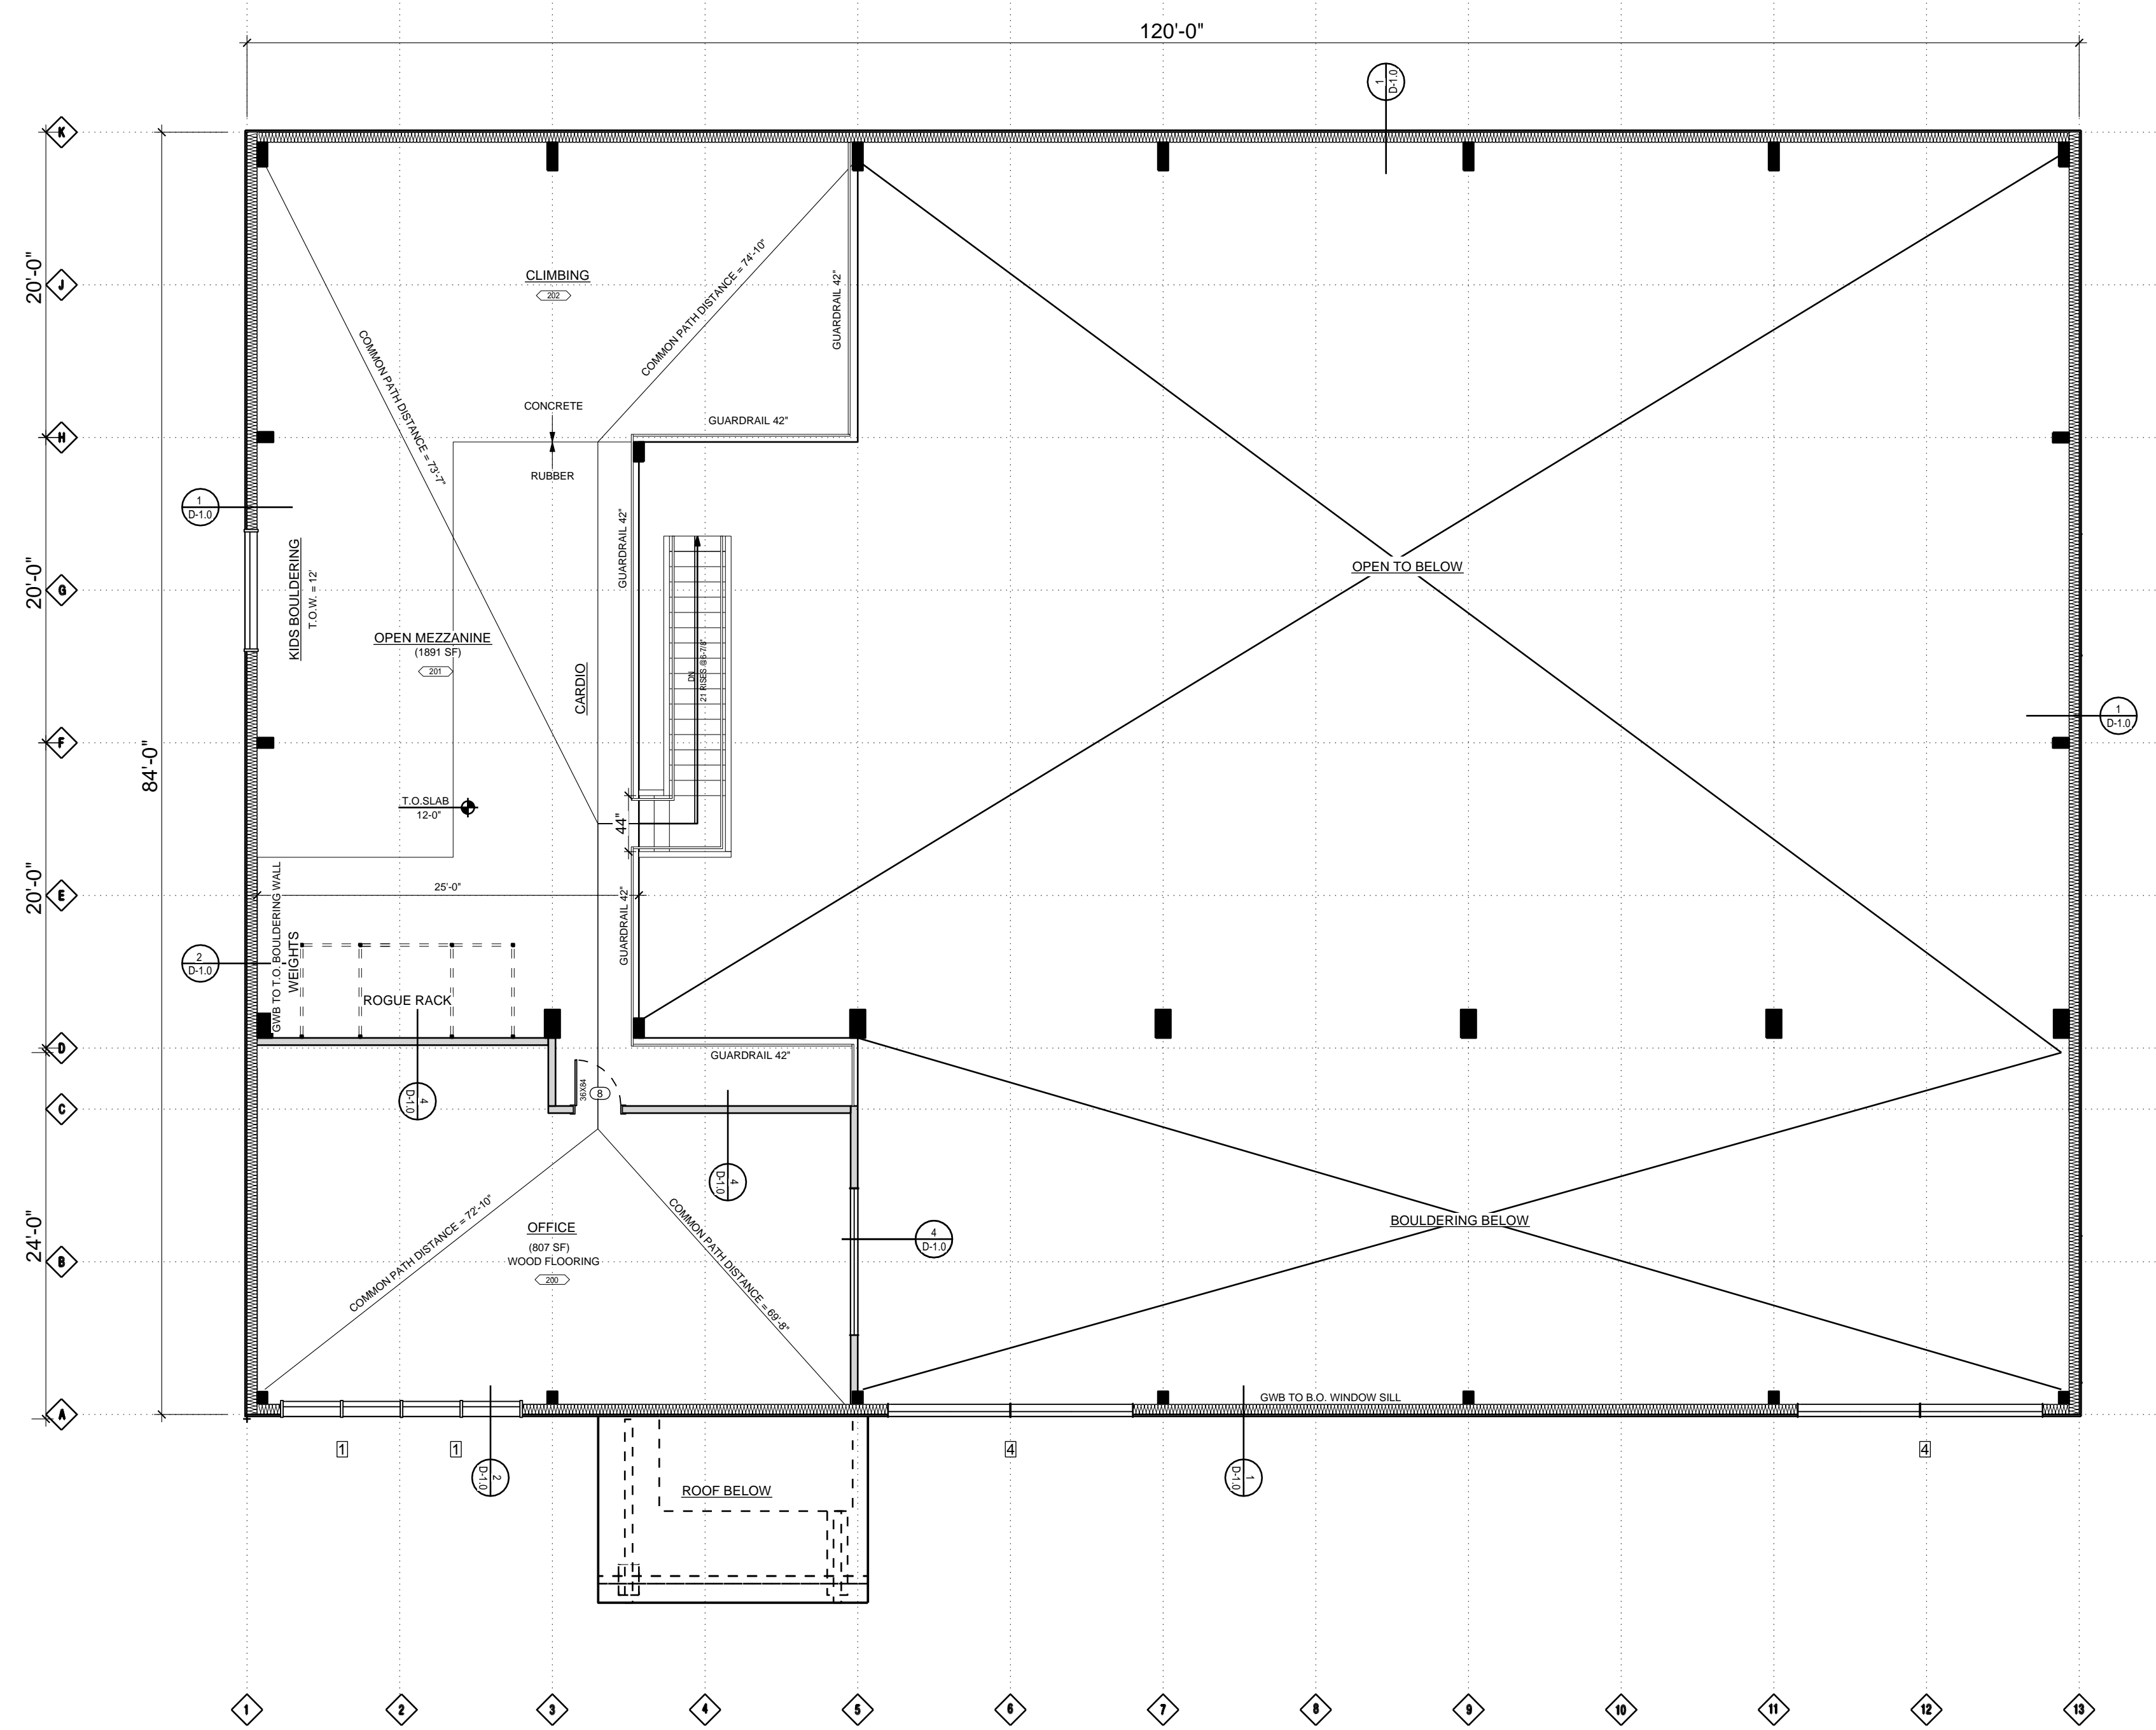 120'-0"
1
D-1.0
K
J
H
G
F
E
D
C
B
A
20'-0"
20'-0"
20'-0"
24'-0"
84'-0"
CLIMBING
202
COMMON PATH DISTANCE = 73'-7"
COMMON PATH DISTANCE = 74'-10"
GUARDRAIL 42"
GUARDRAIL 42"
CONCRETE
RUBBER
1
D-1.0
KIDS BOULDERING
T.O.W. = 12'
OPEN MEZZANINE
(1891 SF)
201
CARDIO
GUARDRAIL 42"
DN
21 RISES @6-7/8"
OPEN TO BELOW
1
D-1.0
T.O.SLAB
12-0"
44"
25'-0"
GUARDRAIL 42"
GWB TO T.O. BOULDERING WALL
WEIGHTS
2
D-1.0
ROGUE RACK
GUARDRAIL 42"
36X84
8
4
D-1.0
4
D-1.0
4
D-1.0
COMMON PATH DISTANCE = 72'-10"
COMMON PATH DISTANCE = 69'-8"
OFFICE
(807 SF)
WOOD FLOORING
200
BOULDERING BELOW
GWB TO B.O. WINDOW SILL
1
1
4
4
2
D-1.0
1
D-1.0
ROOF BELOW
1
2
3
4
5
6
7
8
9
10
11
12
13